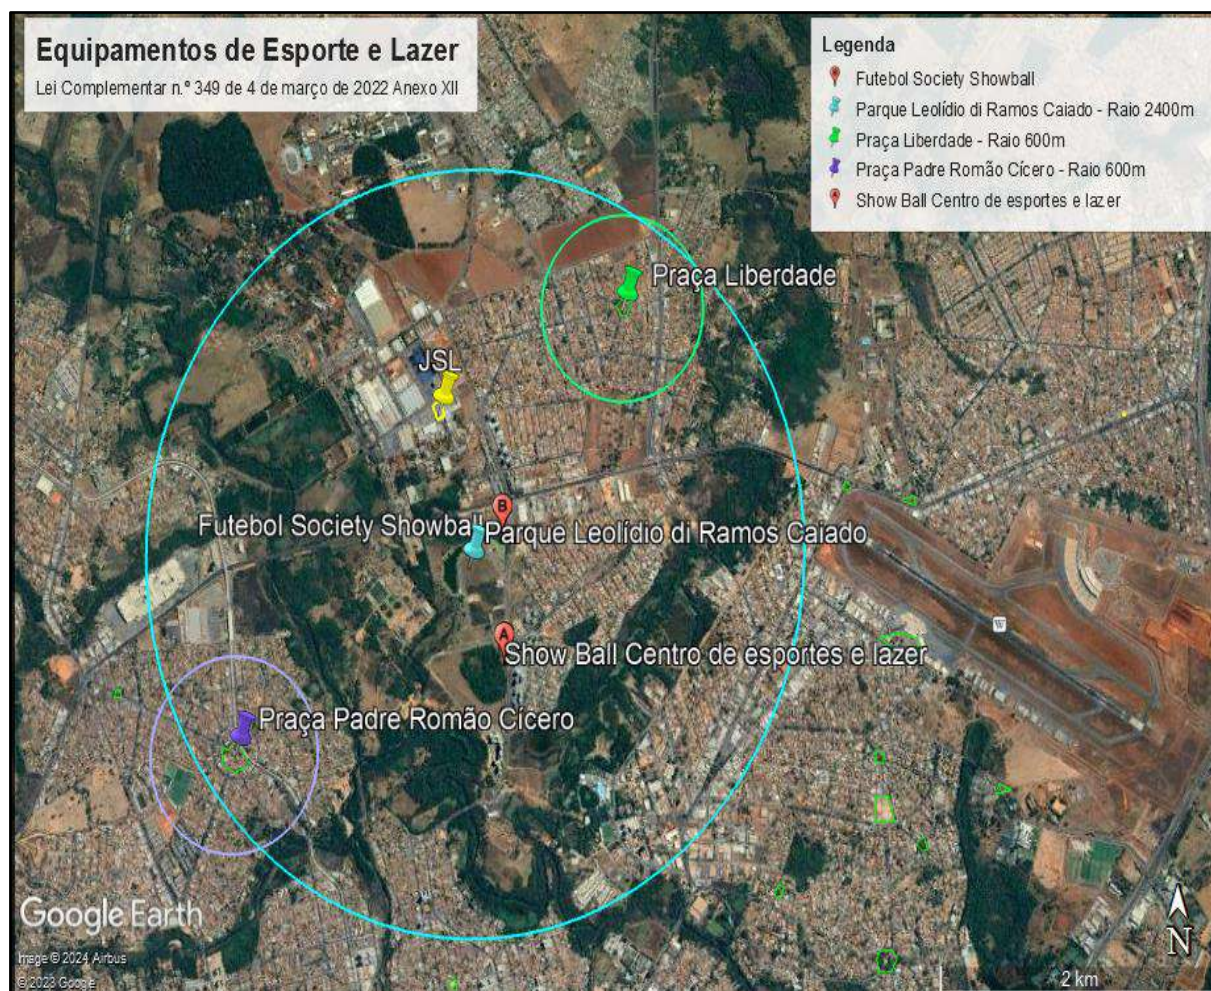 Equipamentos de Esporte e Lazer
Lei Complementar n.º 349 de 4 de março de 2022 Anexo XII
Legenda
Futebol Society Showball
Parque Leolídio di Ramos Caiado - Raio 2400m
Praça Liberdade - Raio 600m
Praça Padre Romão Cícero - Raio 600m
A Show Ball Centro de esportes e lazer
Praça Liberdade
JSL
B
Futebol Society Showball
Parque Leolídio di Ramos Caiado
A
Show Ball Centro de esportes e lazer
W
Praça Padre Romão Cícero
Google Earth
Image © 2024 Airbus
© 2023 Google
N
2 km